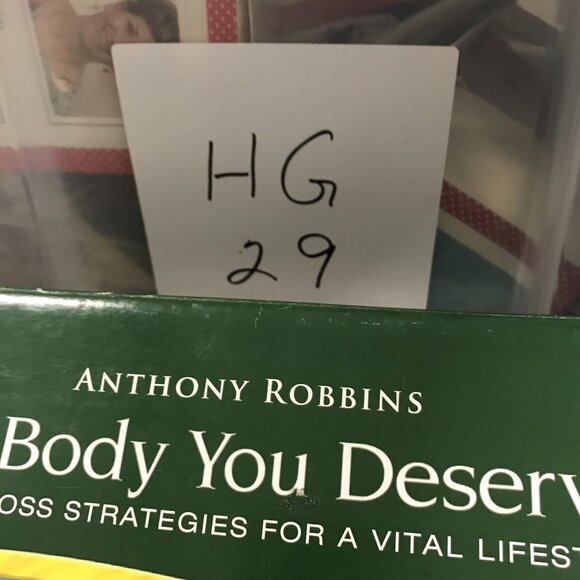 HG
29
ANTHONY ROBBINS
Body You Deserv
OSS STRATEGIES FOR A VITAL LIFEST